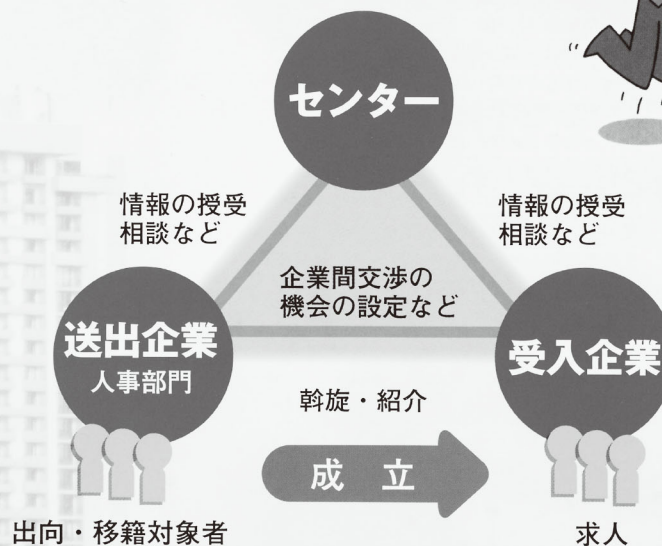 センター
情報の授受
相談など
情報の授受
相談など
企業間交渉の
機会の設定など
送出企業
人事部門
受入企業
斡旋・紹介
成 立
出向・移籍対象者
求人